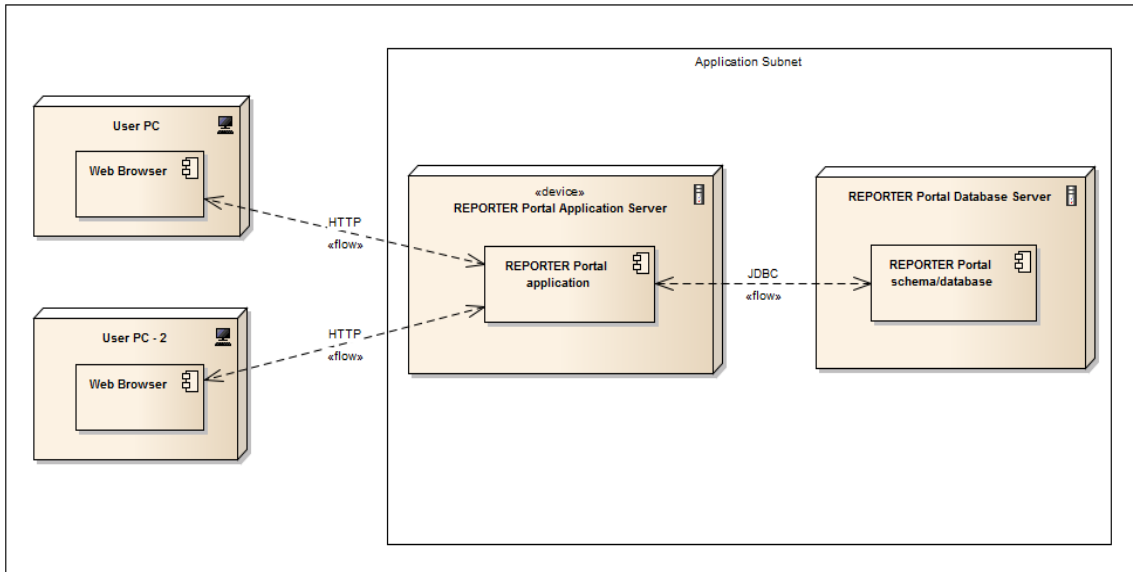 Application Subnet
User PC
Web Browser
HTTP
«flow»
User PC - 2
Web Browser
HTTP
«flow»
«device»
REPORTER Portal Application Server
REPORTER Portal
application
JDBC
«flow»
REPORTER Portal Database Server
REPORTER Portal
schema/database